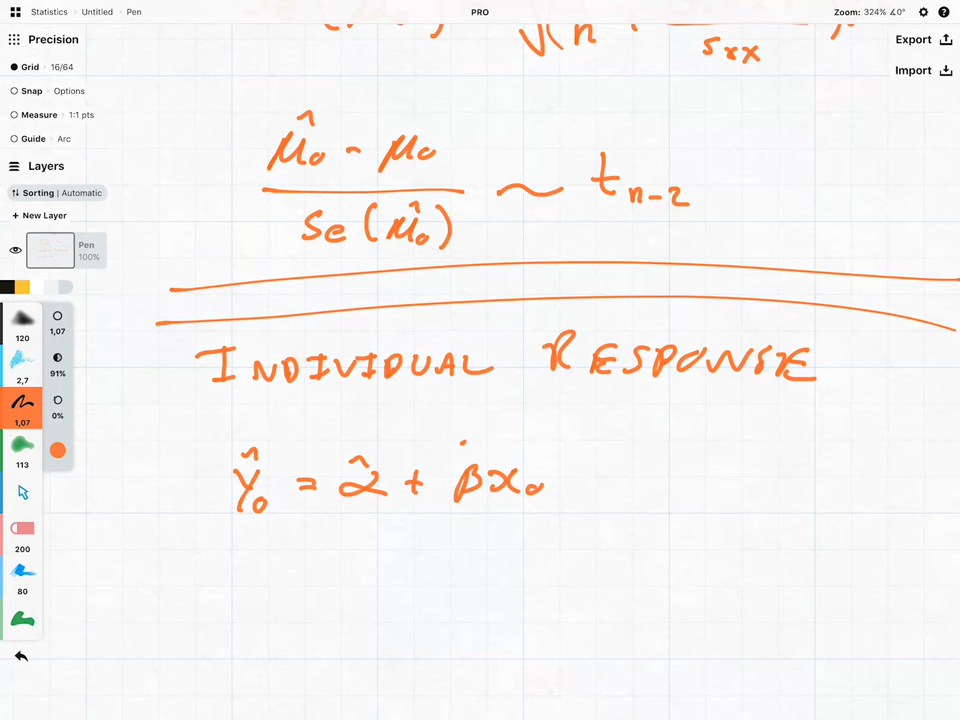 Statistics · Untitled · Pen
PRO
Zoom: 324% ∡0°
Precision
Grid 16/64
Snap Options
Measure 1:1 pts
Guide Arc
Layers
Sorting | Automatic
+ New Layer
Pen
100%
Export
Import
120
2,7
1,07
113
200
80
1,07
91%
0%
√( n
Sxx
μ̂₀ - μ₀
Se (μ̂₀)
~ t n-2
INDIVIDUAL RESPONSE
Ŷ₀ = α̂ + β̇x₀